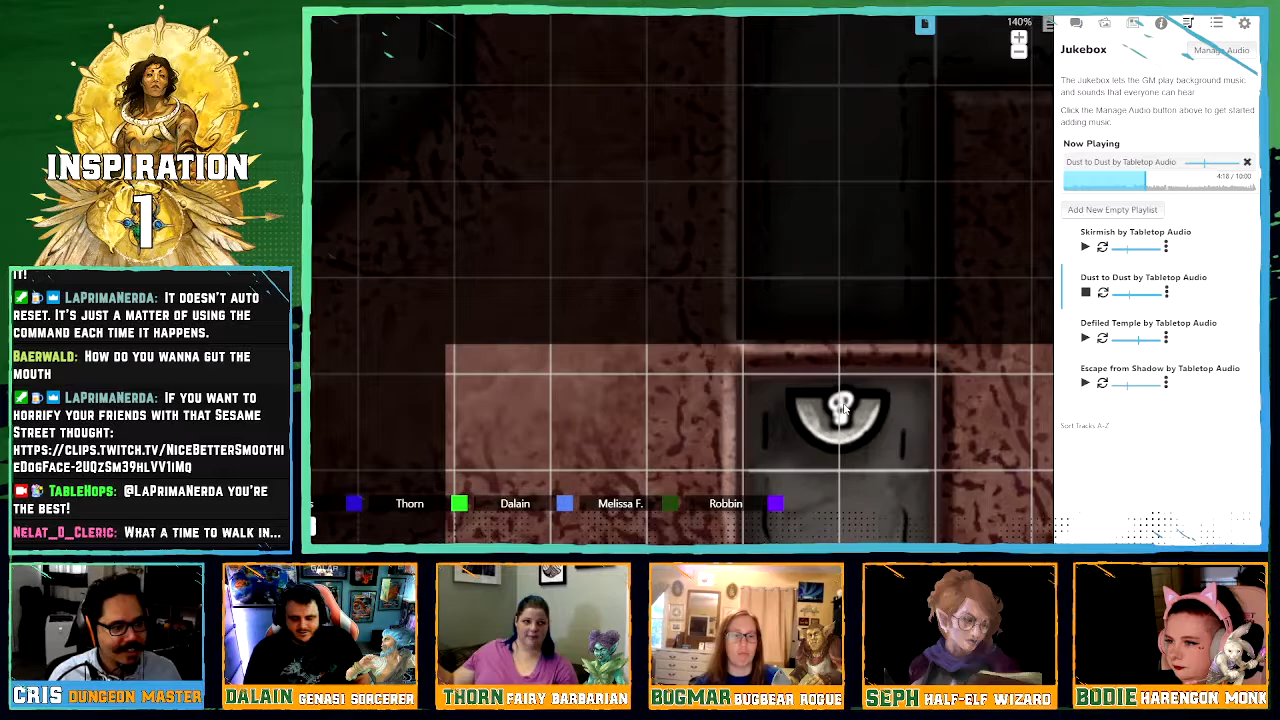 INSPIRATION
1
IT!
LAPRIMANERDA: IT DOESN'T AUTO
RESET. IT'S JUST A MATTER OF USING THE
COMMAND EACH TIME IT HAPPENS.
BAERWALD: HOW DO YOU WANNA GUT THE
MOUTH
LAPRIMANERDA: IF YOU WANT TO
HORRIFY YOUR FRIENDS WITH THAT SESAME
STREET THOUGHT:
HTTPS://CLIPS.TWITCH.TV/NICEBETTERSMOOTHI
EDOGFACE-2UQZSM39HLVV1IMQ
TABLEHOPS: @LAPRIMANERDA YOU'RE
THE BEST!
NELAT_D_CLERIC: WHAT A TIME TO WALK IN...
140%
s
Thorn
Dalain
Melissa F.
Robbin
Jukebox
Manage Audio
The Jukebox lets the GM play background music
and sounds that everyone can hear
Click the Manage Audio button above to get started
adding music
Now Playing
Dust to Dust by Tabletop Audio
4:18 / 10:00
Add New Empty Playlist
Skirmish by Tabletop Audio
Dust to Dust by Tabletop Audio
Defiled Temple by Tabletop Audio
Escape from Shadow by Tabletop Audio
Sort Tracks A-Z
CRIS DUNGEON MASTER
DALAIN GENASI SORCERER
THORN FAIRY BARBARIAN
BOGMAR BUGBEAR ROGUE
SEPH HALF-ELF WIZARD
BODIE HARENGON MONK